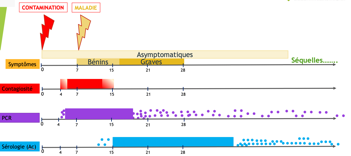 CONTAMINATION MALADIE
Asymptomatiques
Symptômes Bénins Graves Séquelles.......
0 7 15 21 28
Contagiosité
0 4 7 15 21 28
PCR
0 4 7 15 21 28
Sérologie (Ac)
0 4 7 15 21 28